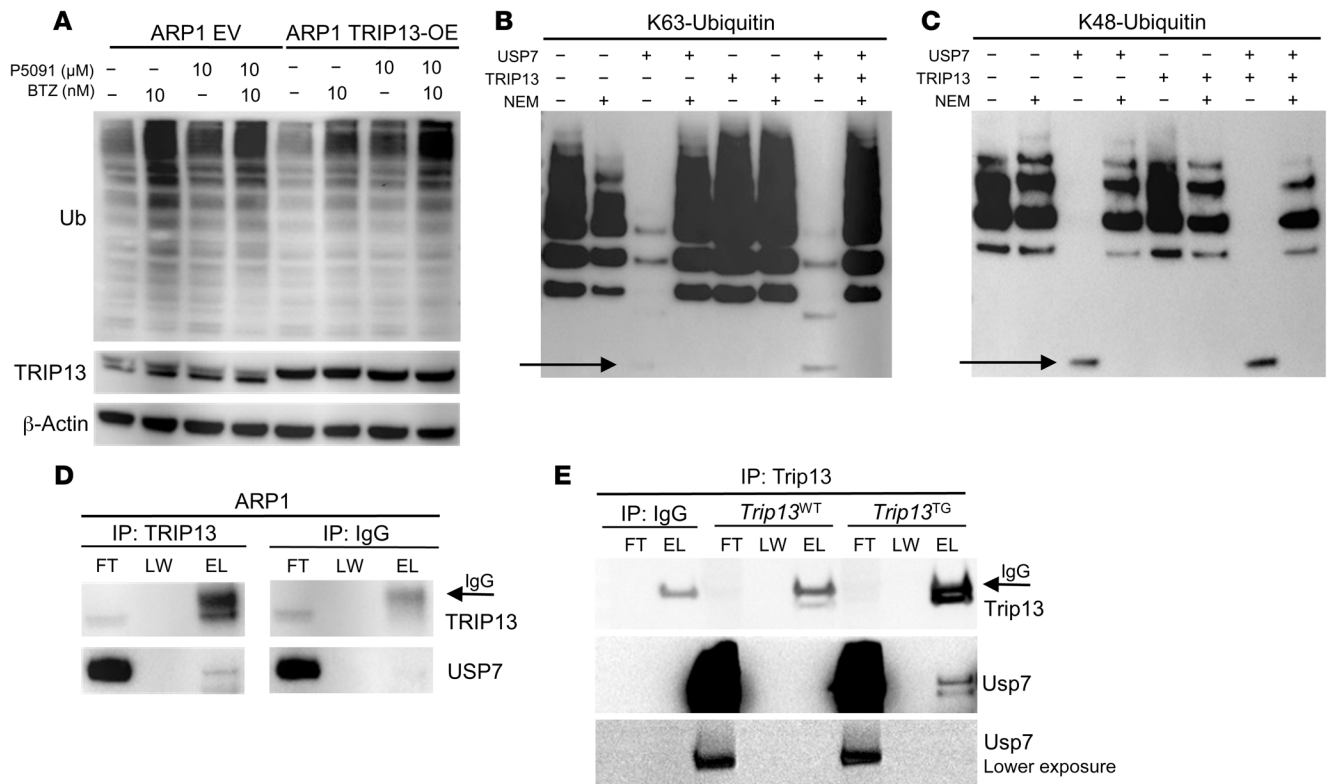 A
ARP1 EV ARP1 TRIP13-OE
P5091 (µM) – – 10 10 – – 10 10
BTZ (nM) – 10 – 10 – 10 – 10
Ub
TRIP13
β-Actin
B
K63-Ubiquitin
USP7 – – + + – – + +
TRIP13 – – – – + + + +
NEM – + – + – + – +
C
K48-Ubiquitin
USP7 – – + + – – + +
TRIP13 – – – – + + + +
NEM – + – + – + – +
D
ARP1
IP: TRIP13 IP: IgG
FT LW EL FT LW EL
IgG
TRIP13
USP7
E
IP: Trip13
IP: IgG Trip13WT Trip13TG
FT EL FT LW EL FT LW EL
IgG
Trip13
Usp7
Usp7
Lower exposure